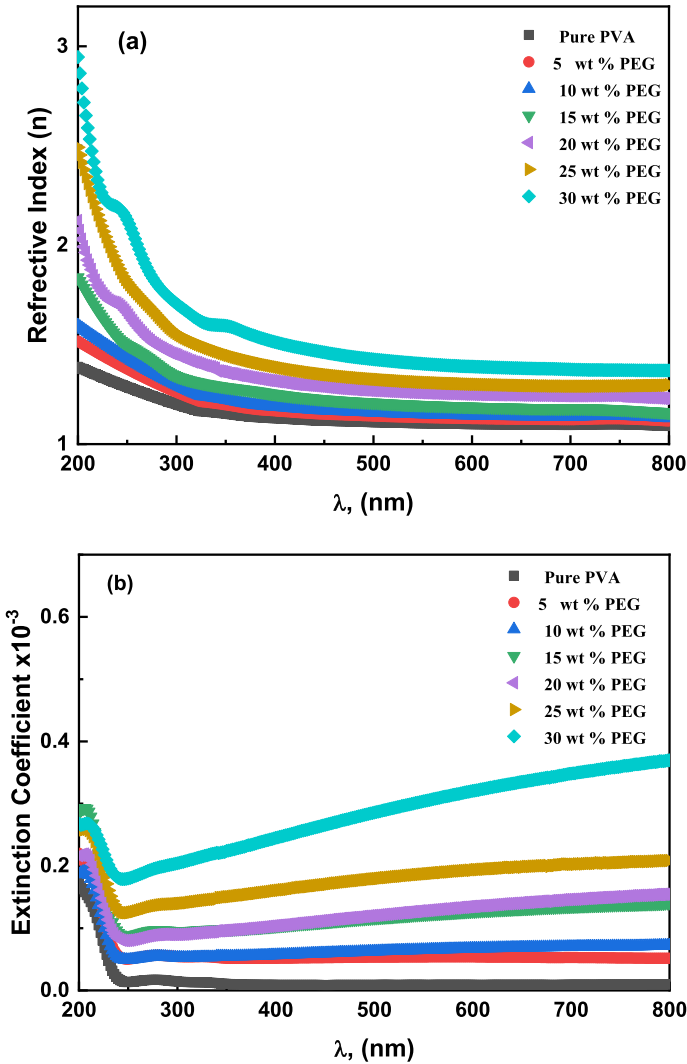 (a)
Pure PVA
5 wt % PEG
10 wt % PEG
15 wt % PEG
20 wt % PEG
25 wt % PEG
30 wt % PEG
3
2
1
Refrective Index (n)
200 300 400 500 600 700 800
λ, (nm)
(b)
Pure PVA
5 wt % PEG
10 wt % PEG
15 wt % PEG
20 wt % PEG
25 wt % PEG
30 wt % PEG
0.6
0.4
0.2
0.0
Extinction Coefficient x10⁻³
200 300 400 500 600 700 800
λ, (nm)